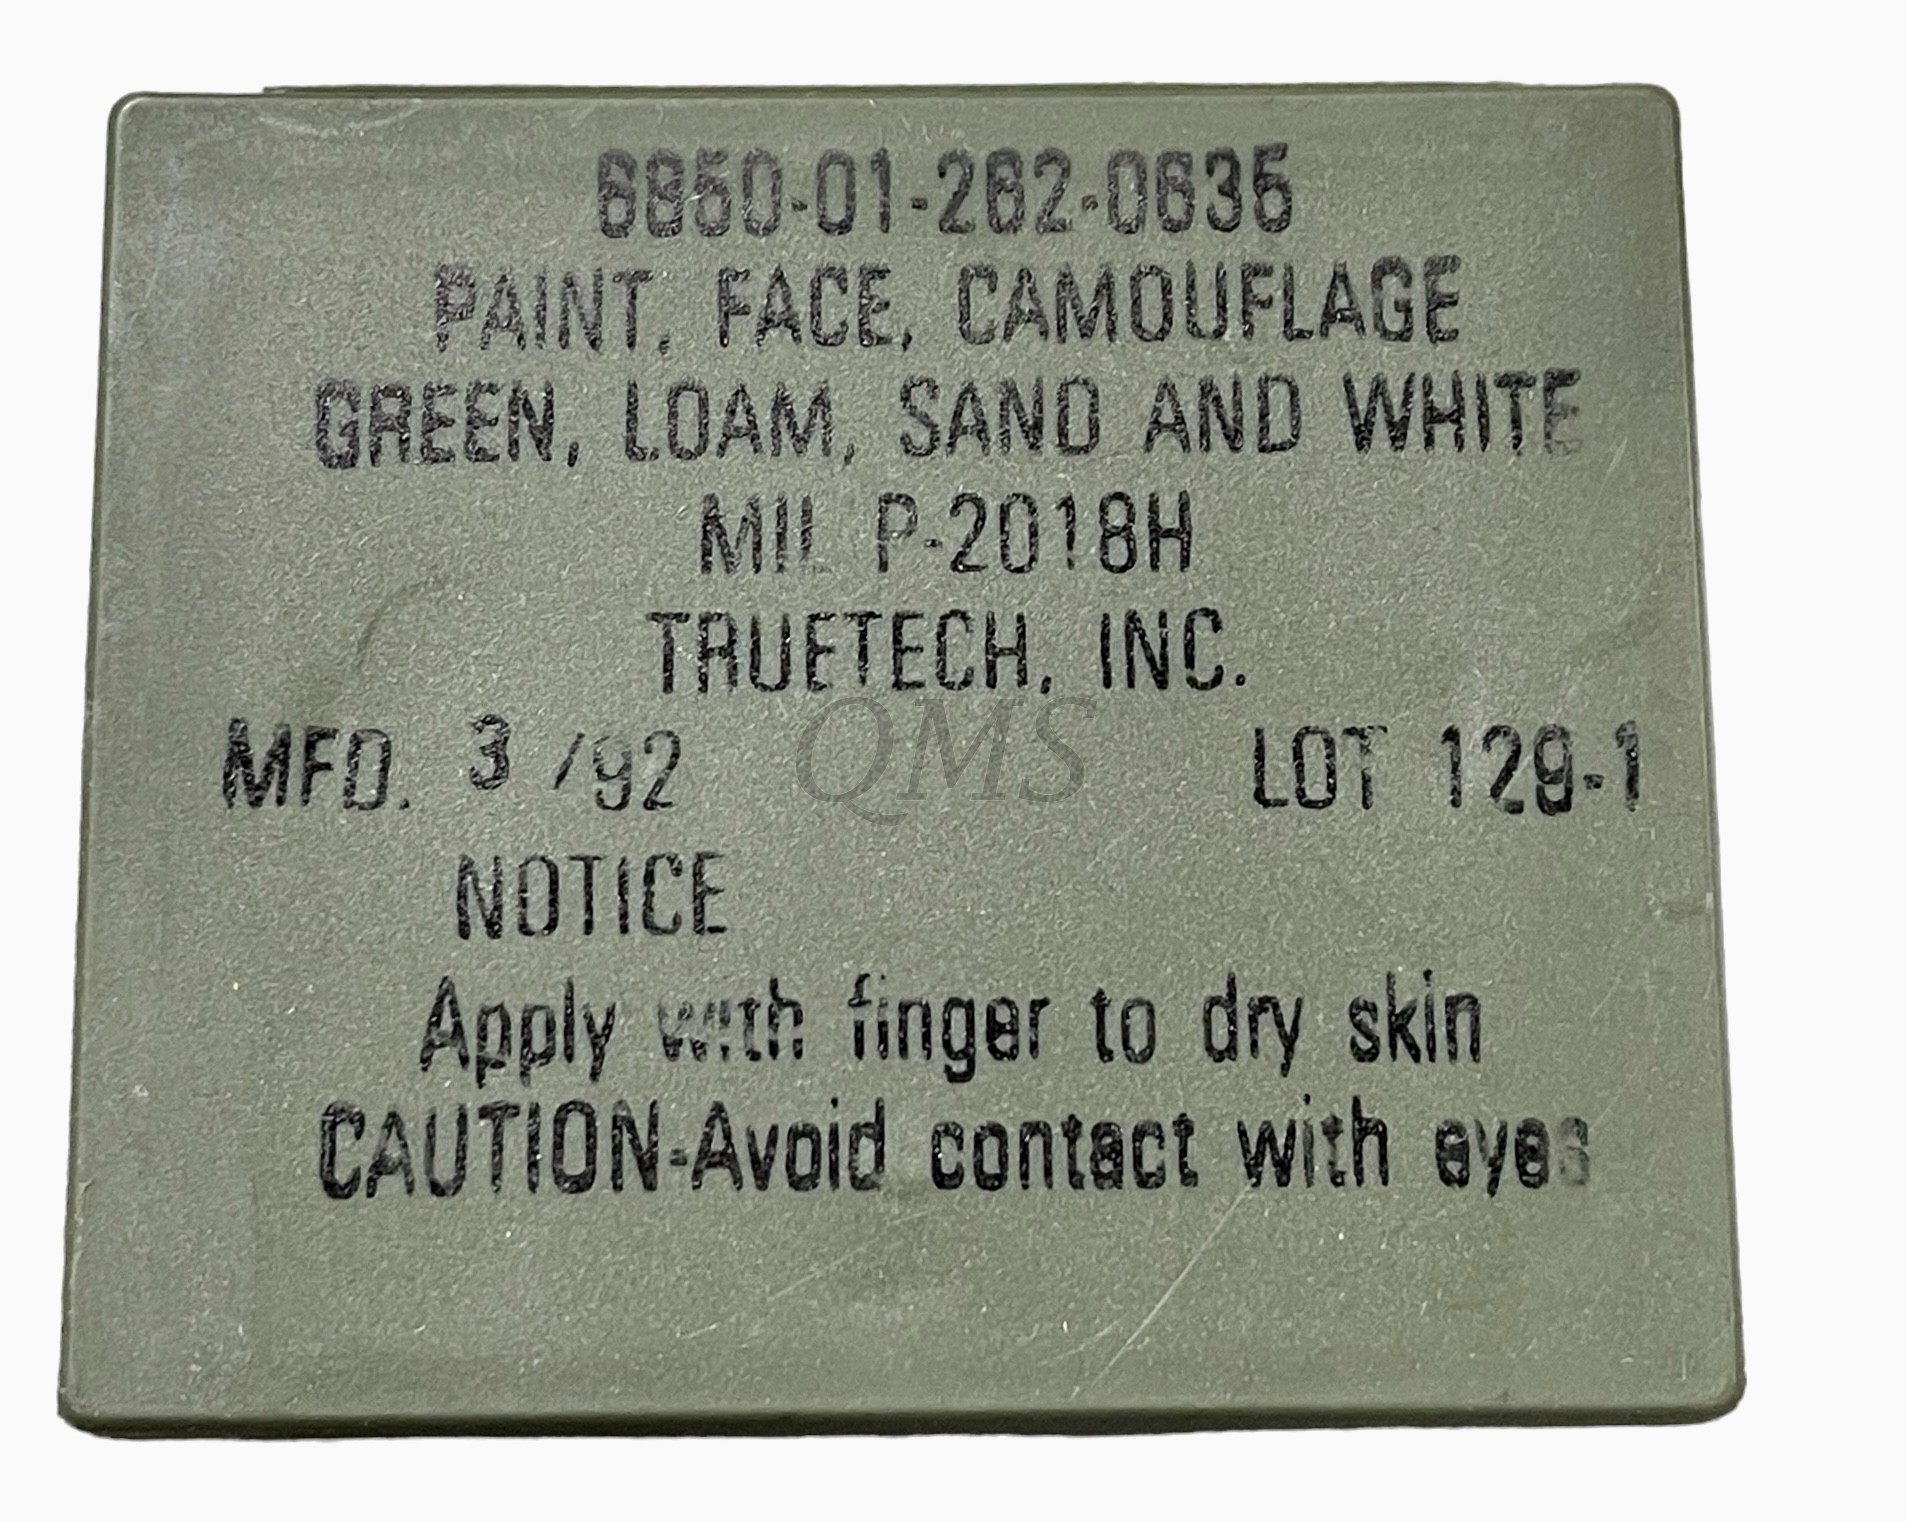 6850-01-262-0635
PAINT, FACE, CAMOUFLAGE
GREEN, LOAM, SAND AND WHITE
MIL P-2018H
TRUETECH, INC.
MFD. 3 /92 LOT 129-1
QMS
NOTICE
Apply with finger to dry skin
CAUTION-Avoid contact with eyes